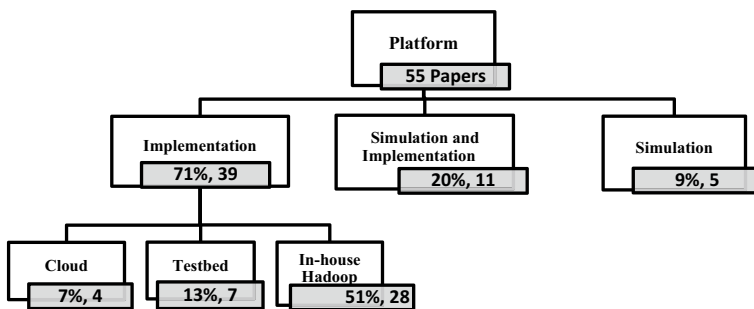 Platform
55 Papers
Implementation
71%, 39
Simulation and
Implementation
20%, 11
Simulation
9%, 5
Cloud
7%, 4
Testbed
13%, 7
In-house
Hadoop
51%, 28